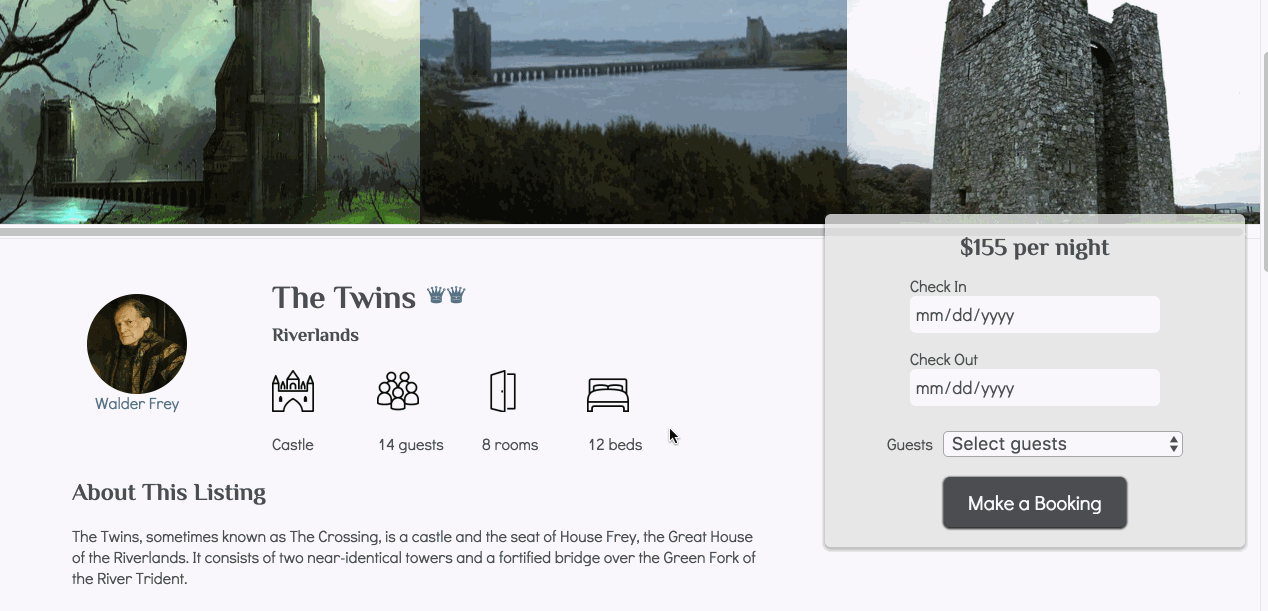 $155 per night
Check In
mm/dd/yyyy
Check Out
mm/dd/yyyy
Guests Select guests
Make a Booking
The Twins
Riverlands
Walder Frey
Castle 14 guests 8 rooms 12 beds
About This Listing
The Twins, sometimes known as The Crossing, is a castle and the seat of House Frey, the Great House
of the Riverlands. It consists of two near-identical towers and a fortified bridge over the Green Fork of
the River Trident.